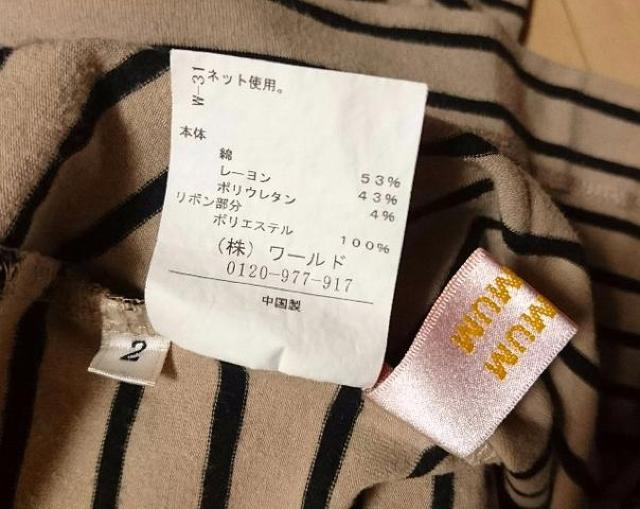 W-31
ネット使用。
本体
綿 53%
レーヨン 43%
ポリウレタン 4%
リボン部分
ポリエステル 100%
(株) ワールド
0120-977-917
中国製
2
MUM
MUM